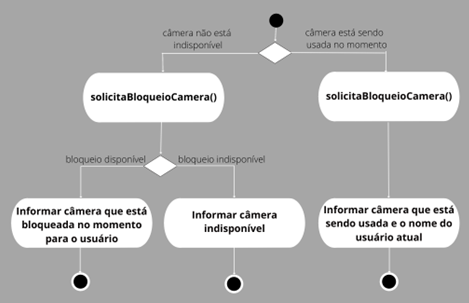 câmera não está
indisponível
câmera está sendo
usada no momento
solicitaBloqueioCamera()
solicitaBloqueioCamera()
bloqueio disponível
bloqueio indisponível
Informar câmera que está
bloqueada no momento
para o usuário
Informar câmera
indisponível
Informar câmera que está
sendo usada e o nome do
usuário atual